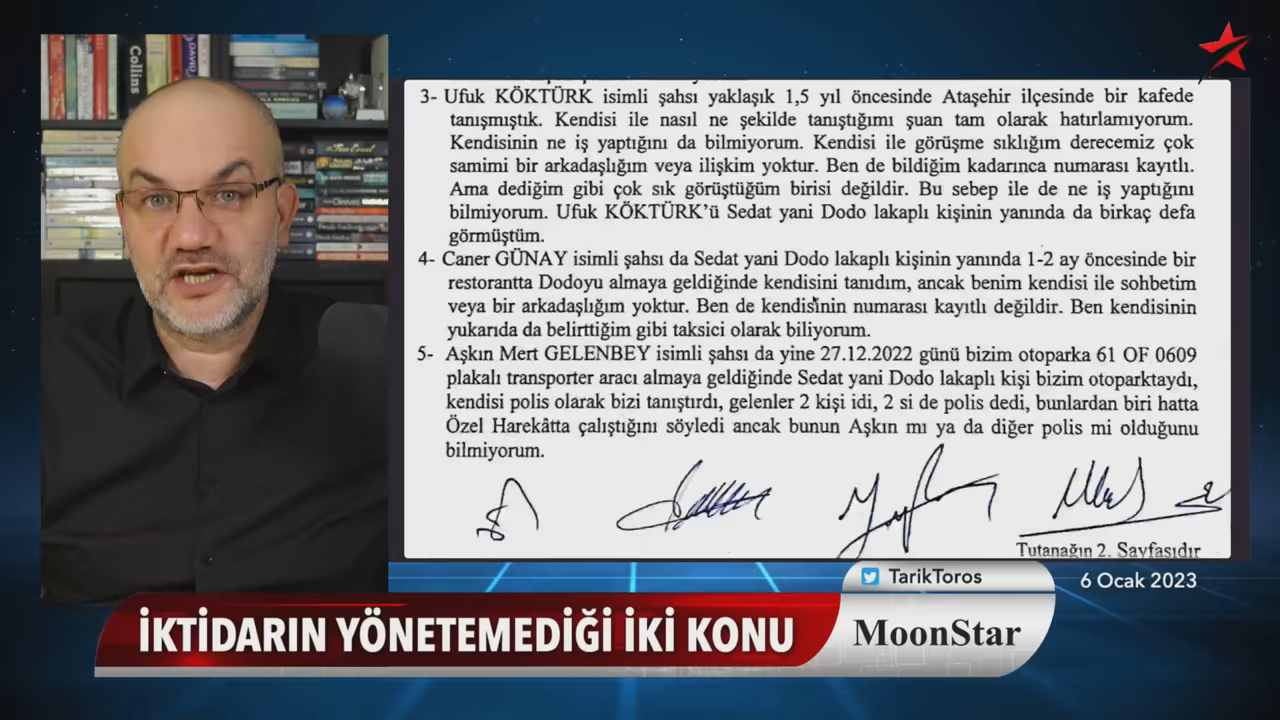 Collins
3- Ufuk KÖKTÜRK isimli şahsı yaklaşık 1,5 yıl öncesinde Ataşehir ilçesinde bir kafede
tanışmıştık. Kendisi ile nasıl ne şekilde tanıştığımı şuan tam olarak hatırlamıyorum.
Kendisinin ne iş yaptığını da bilmiyorum. Kendisi ile görüşme sıklığım derecemiz çok
samimi bir arkadaşlığım veya ilişkim yoktur. Ben de bildiğim kadarınca numarası kayıtlı.
Ama dediğim gibi çok sık görüştüğüm birisi değildir. Bu sebep ile de ne iş yaptığını
bilmiyorum. Ufuk KÖKTÜRK'ü Sedat yani Dodo lakaplı kişinin yanında da birkaç defa
görmüştüm.
4- Caner GÜNAY isimli şahsı da Sedat yani Dodo lakaplı kişinin yanında 1-2 ay öncesinde bir
restorantta Dodoyu almaya geldiğinde kendisini tanıdım, ancak benim kendisi ile sohbetim
veya bir arkadaşlığım yoktur. Ben de kendisinin numarası kayıtlı değildir. Ben kendisinin
yukarıda da belirttiğim gibi taksici olarak biliyorum.
5- Aşkın Mert GELENBEY isimli şahsı da yine 27.12.2022 günü bizim otoparka 61 OF 0609
plakalı transporter aracı almaya geldiğinde Sedat yani Dodo lakaplı kişi bizim otoparktaydı,
kendisi polis olarak bizi tanıştırdı, gelenler 2 kişi idi, 2 si de polis dedi, bunlardan biri hatta
Özel Harekâtta çalıştığını söyledi ancak bunun Aşkın mı ya da diğer polis mi olduğunu
bilmiyorum.
Tutanağın 2. Sayfasıdır
TarikToros
6 Ocak 2023
İKTİDARIN YÖNETEMEDİĞİ İKİ KONU
MoonStar